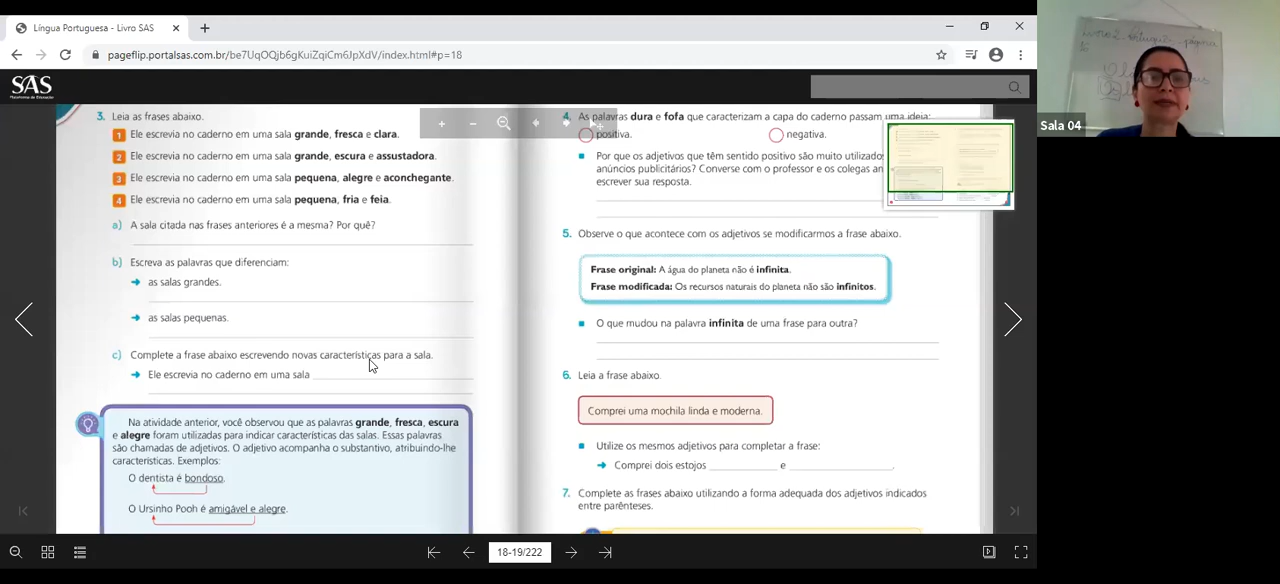 Língua Portuguesa - Livro SAS
pageflip.portalsas.com.br/be7UqOQjb6gKuiZqiCm6JpXdV/index.html#p=18
SAS
Plataforma de Educação
3. Leia as frases abaixo.
1 Ele escrevia no caderno em uma sala grande, fresca e clara.
2 Ele escrevia no caderno em uma sala grande, escura e assustadora.
3 Ele escrevia no caderno em uma sala pequena, alegre e aconchegante.
4 Ele escrevia no caderno em uma sala pequena, fria e feia.
a) A sala citada nas frases anteriores é a mesma? Por quê?
b) Escreva as palavras que diferenciam:
as salas grandes.
as salas pequenas.
c) Complete a frase abaixo escrevendo novas características para a sala.
Ele escrevia no caderno em uma sala
Na atividade anterior, você observou que as palavras grande, fresca, escura
e alegre foram utilizadas para indicar características das salas. Essas palavras
são chamadas de adjetivos. O adjetivo acompanha o substantivo, atribuindo-lhe
características. Exemplos:
O dentista é bondoso.
O Ursinho Pooh é amigável e alegre.
4. As palavras dura e fofa que caracterizam a capa do caderno passam uma ideia:
positiva.
negativa.
Por que os adjetivos que têm sentido positivo são muito utilizados
anúncios publicitários? Converse com o professor e os colegas an
escrever sua resposta.
5. Observe o que acontece com os adjetivos se modificarmos a frase abaixo.
Frase original: A água do planeta não é infinita.
Frase modificada: Os recursos naturais do planeta não são infinitos.
O que mudou na palavra infinita de uma frase para outra?
6. Leia a frase abaixo.
Comprei uma mochila linda e moderna.
Utilize os mesmos adjetivos para completar a frase:
Comprei dois estojos ____ e ____.
7. Complete as frases abaixo utilizando a forma adequada dos adjetivos indicados
entre parênteses.
18-19/222
Livro 2 - página
Sala 04